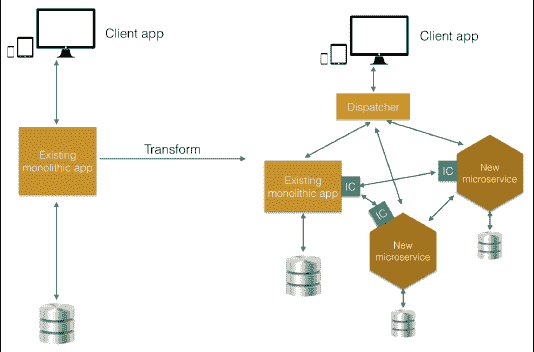 Client app
Existing
monolithic app
Transform
Client app
Dispatcher
Existing
monolithic app
IC
IC
IC
New
microservice
New
microservice